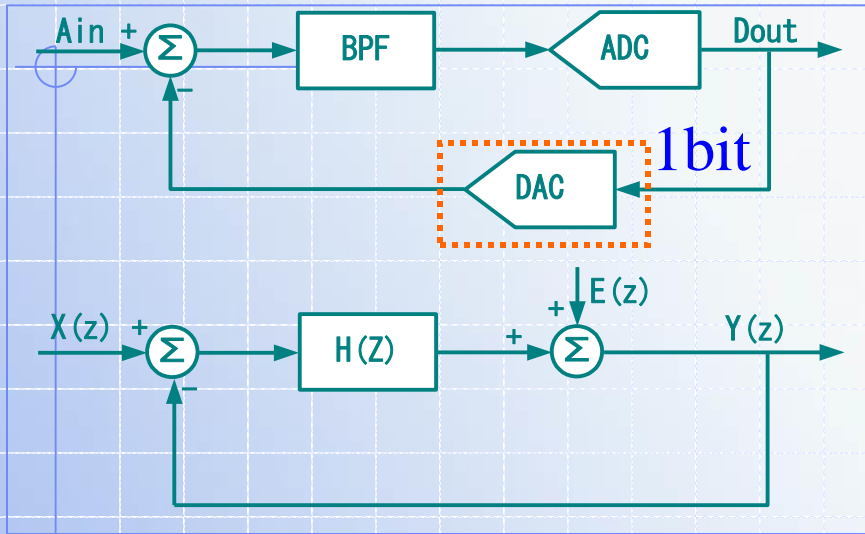 Ain + Σ BPF ADC Dout
−
DAC 1bit
E(z)
X(z) + Σ H(Z) + + Σ Y(z)
−